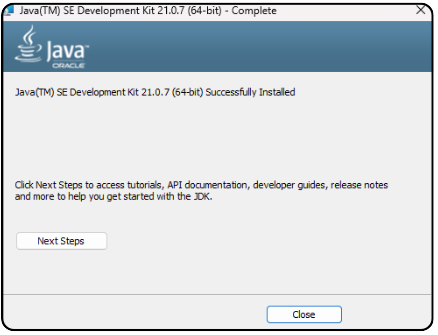 Java(TM) SE Development Kit 21.0.7 (64-bit) - Complete
Java™
ORACLE
Java(TM) SE Development Kit 21.0.7 (64-bit) Successfully Installed
Click Next Steps to access tutorials, API documentation, developer guides, release notes
and more to help you get started with the JDK.
Next Steps
Close